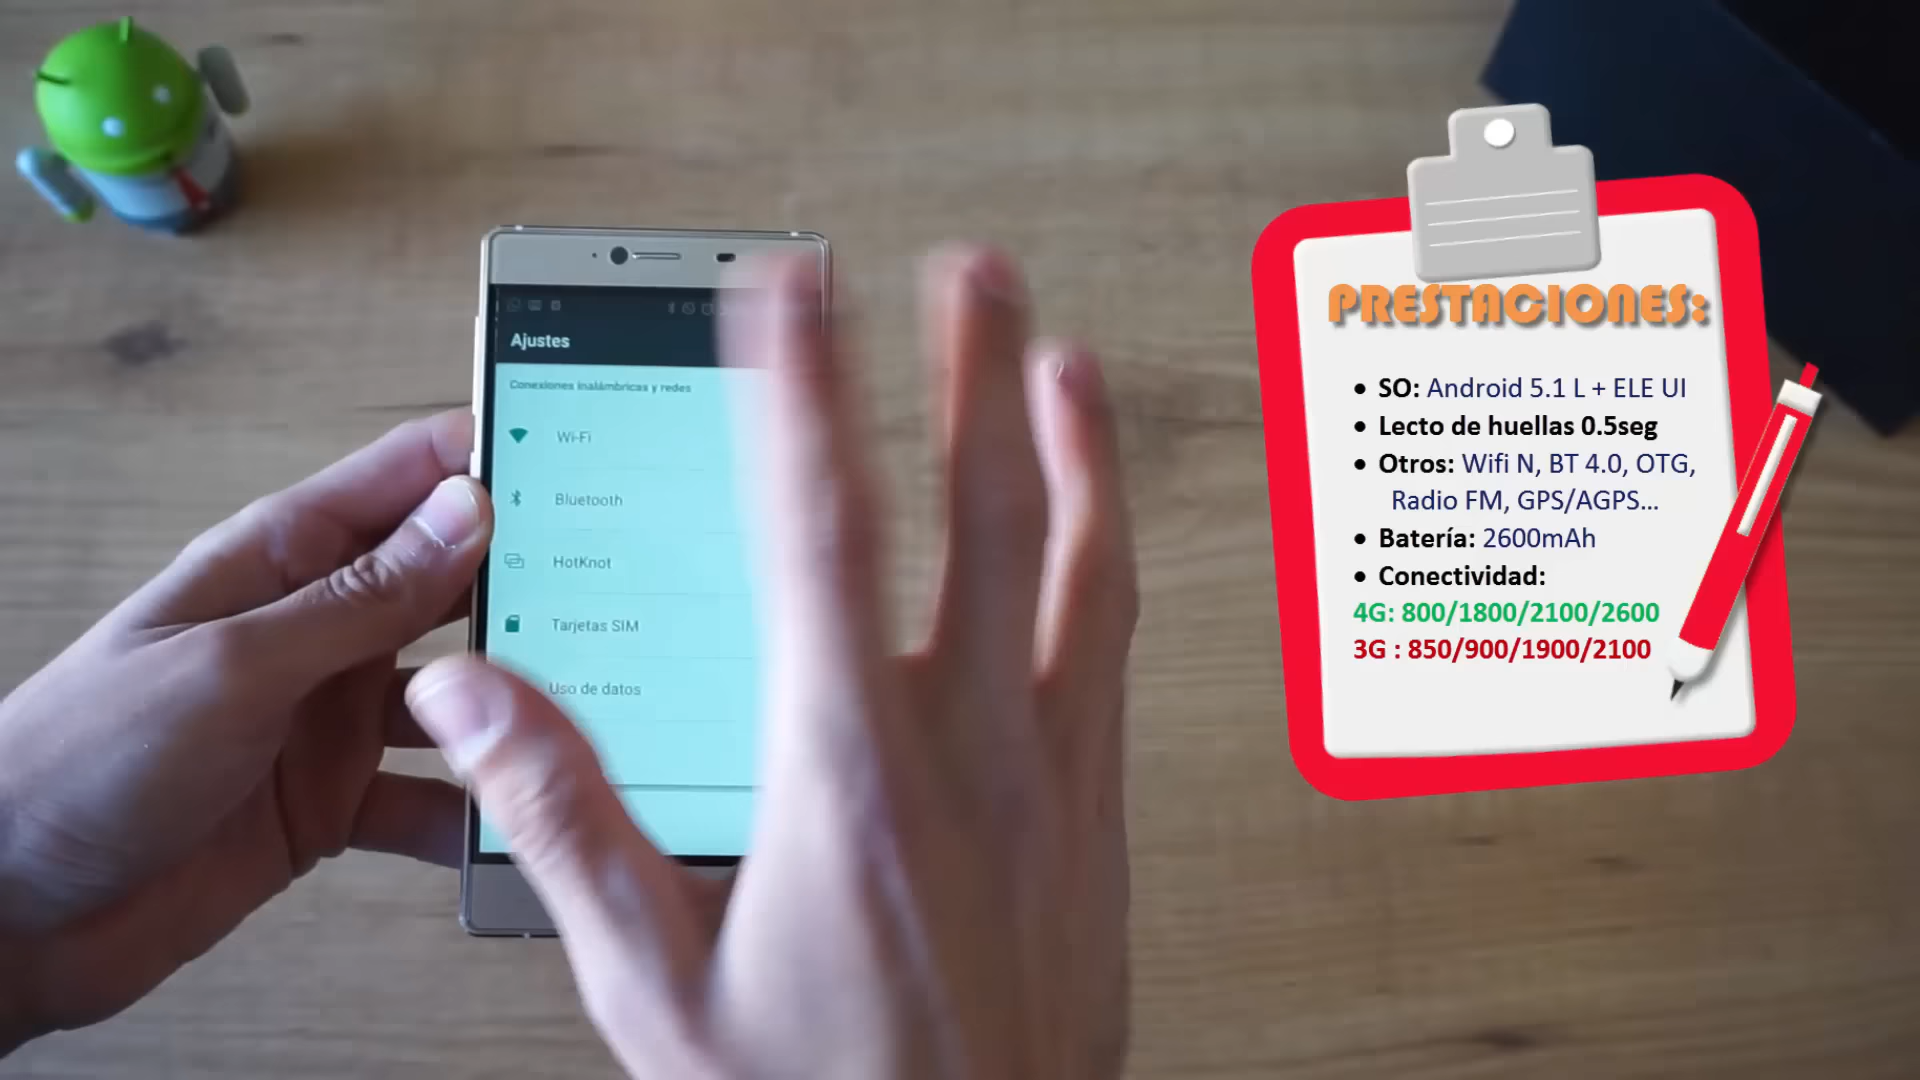 Ajustes
Conexiones inalámbricas y redes
Wi-Fi
Bluetooth
HotKnot
Tarjetas SIM
Uso de datos
PRESTACIONES:
• SO: Android 5.1 L + ELE UI
• Lecto de huellas 0.5seg
• Otros: Wifi N, BT 4.0, OTG,
Radio FM, GPS/AGPS...
• Batería: 2600mAh
• Conectividad:
4G: 800/1800/2100/2600
3G : 850/900/1900/2100